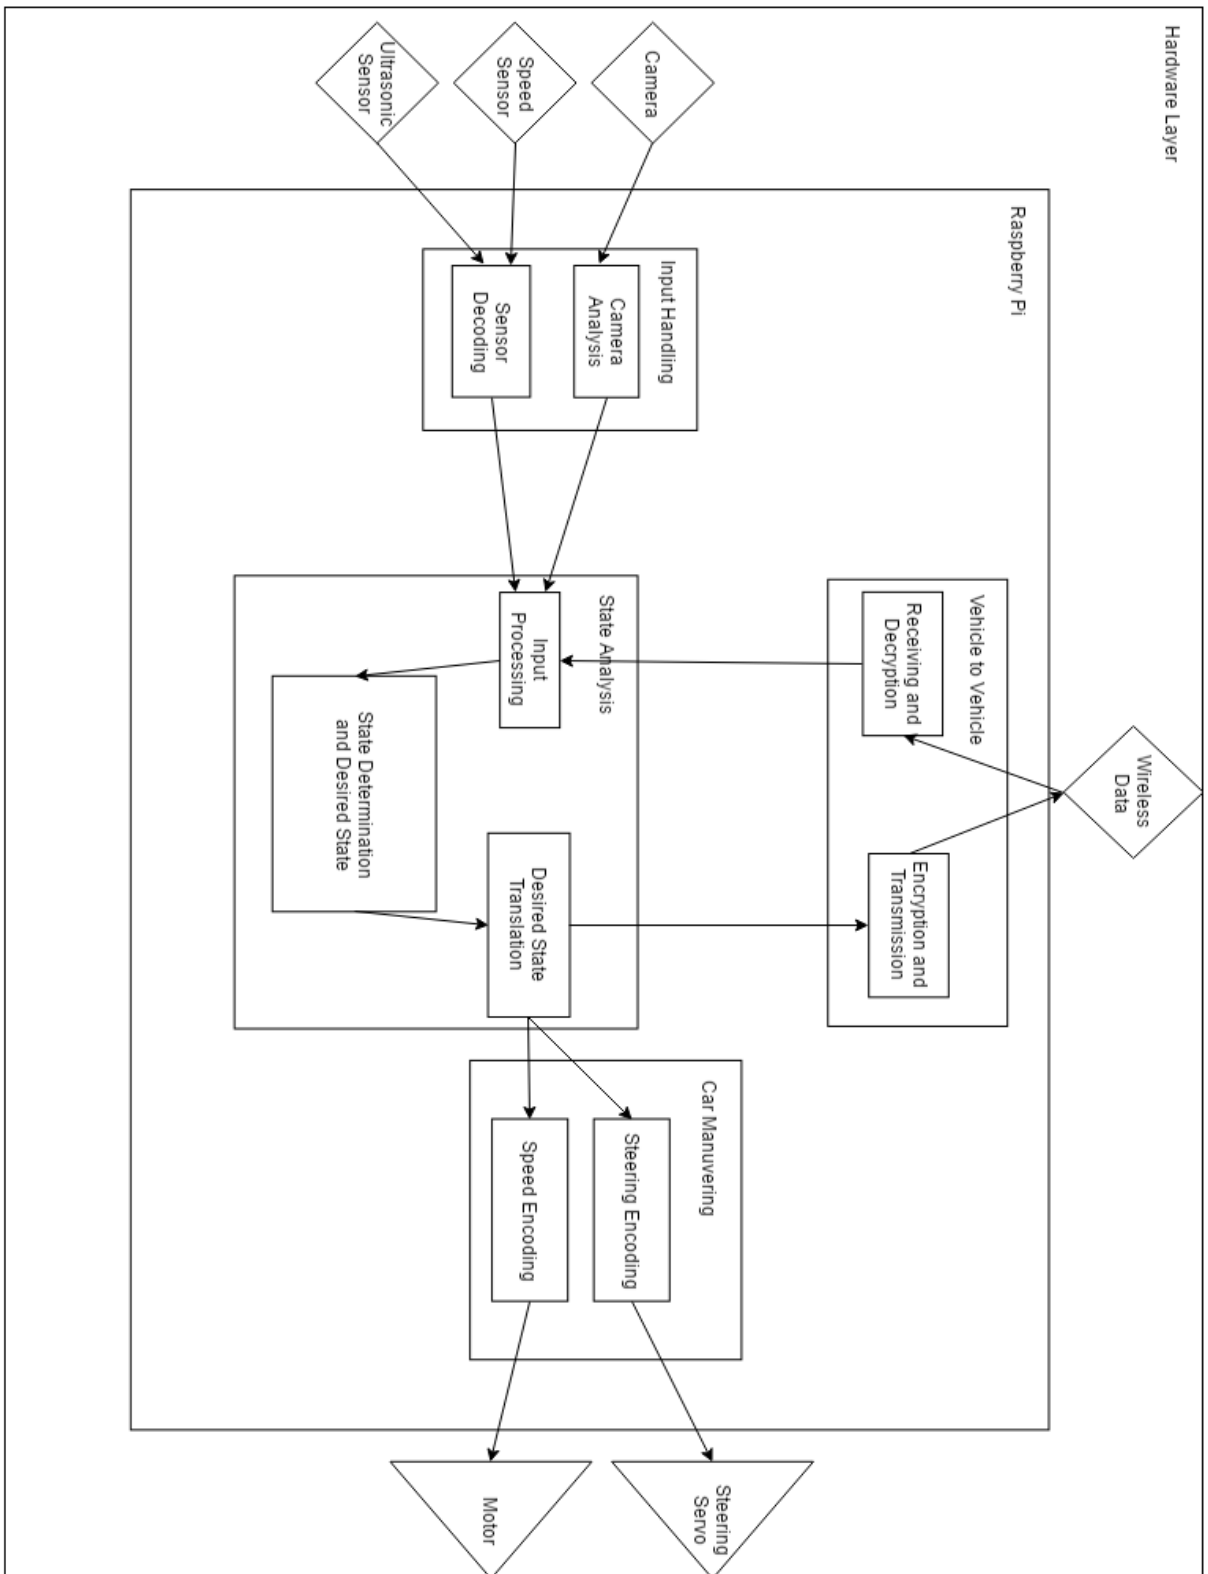 Hardware Layer
Raspberry Pi
Wireless
Data
Vehicle to Vehicle
Receiving and
Decryption
Encryption and
Transmission
Camera
Speed
Sensor
Ultrasonic
Sensor
Input Handling
Camera
Analysis
Sensor
Decoding
State Analysis
Input
Processing
State Determination
and Desired State
Desired State
Translation
Car Manuvering
Steering Encoding
Speed Encoding
Steering
Servo
Motor